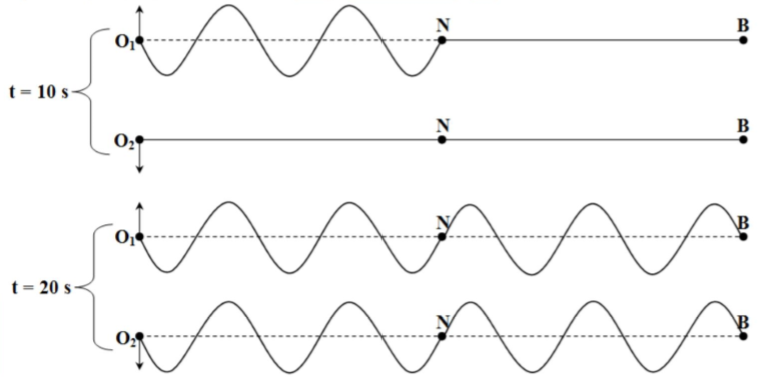 N B
O₁
t = 10 s
N B
O₂
N B
O₁
t = 20 s
N B
O₂